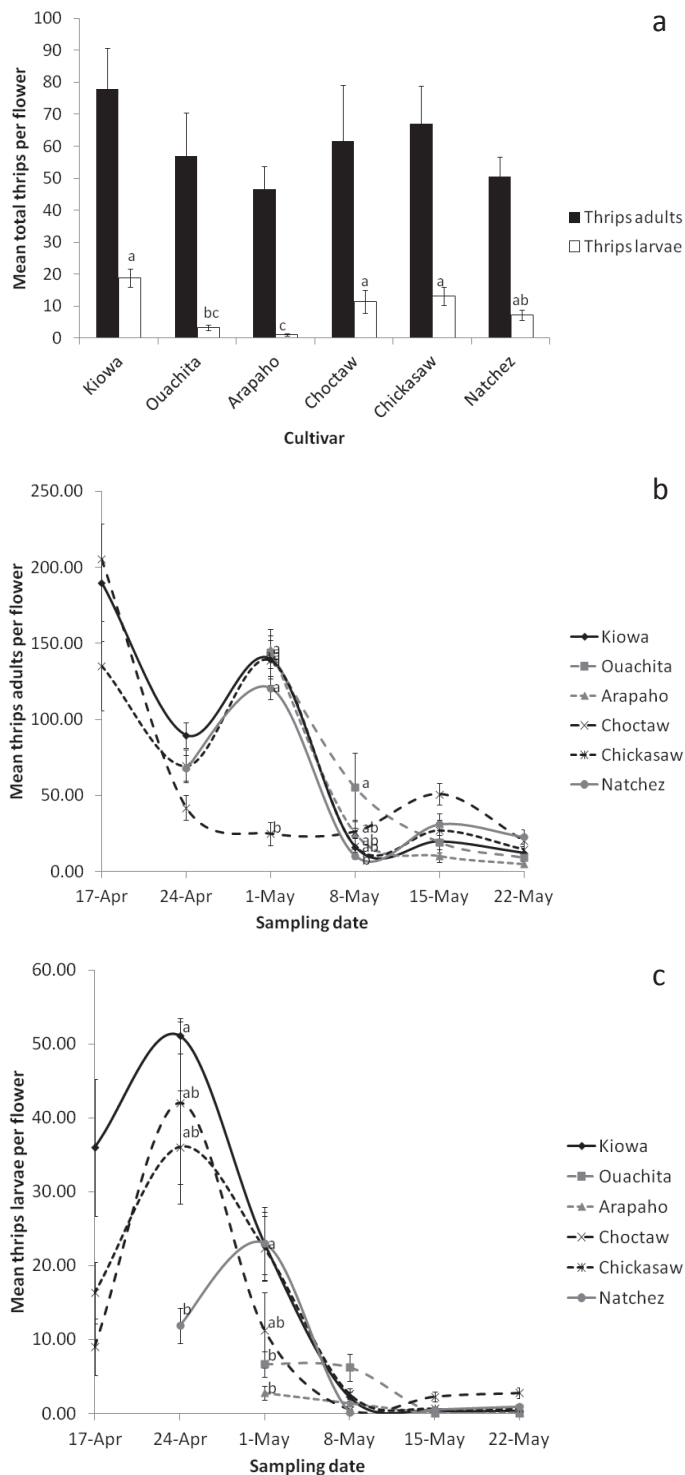 a
100
90
80
70
60
50
40
30
20
10
0
Mean total thrips per flower
a
bc
c
a
a
ab
Kiowa
Ouachita
Arapaho
Choctaw
Chickasaw
Natchez
Cultivar
Thrips adults
Thrips larvae
b
250.00
200.00
150.00
100.00
50.00
0.00
Mean thrips adults per flower
a
a
b
a
ab
ab
ab
b
17-Apr 24-Apr 1-May 8-May 15-May 22-May
Sampling date
Kiowa
Ouachita
Arapaho
Choctaw
Chickasaw
Natchez
c
60.00
50.00
40.00
30.00
20.00
10.00
0.00
Mean thrips larvae per flower
a
ab
ab
b
a
ab
b
b
17-Apr 24-Apr 1-May 8-May 15-May 22-May
Sampling date
Kiowa
Ouachita
Arapaho
Choctaw
Chickasaw
Natchez